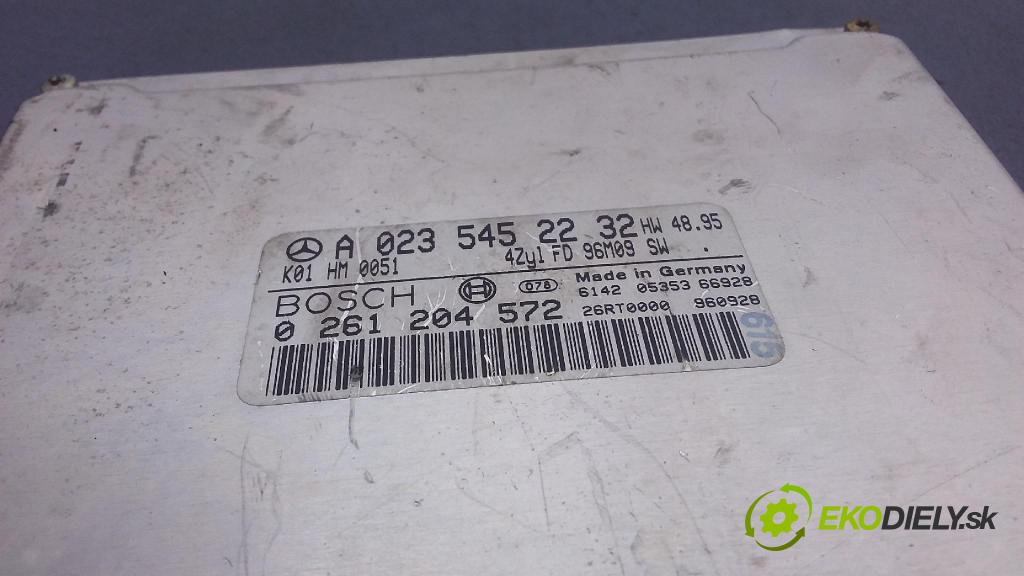 A 023 545 22 32 HW 48.95
K01 HM 0051 4Zyl FD 96M09 SW .
BOSCH 078 Made in Germany
6142 05353 66928
0 261 204 572 26RT0000 960928
EKODIELY.sk